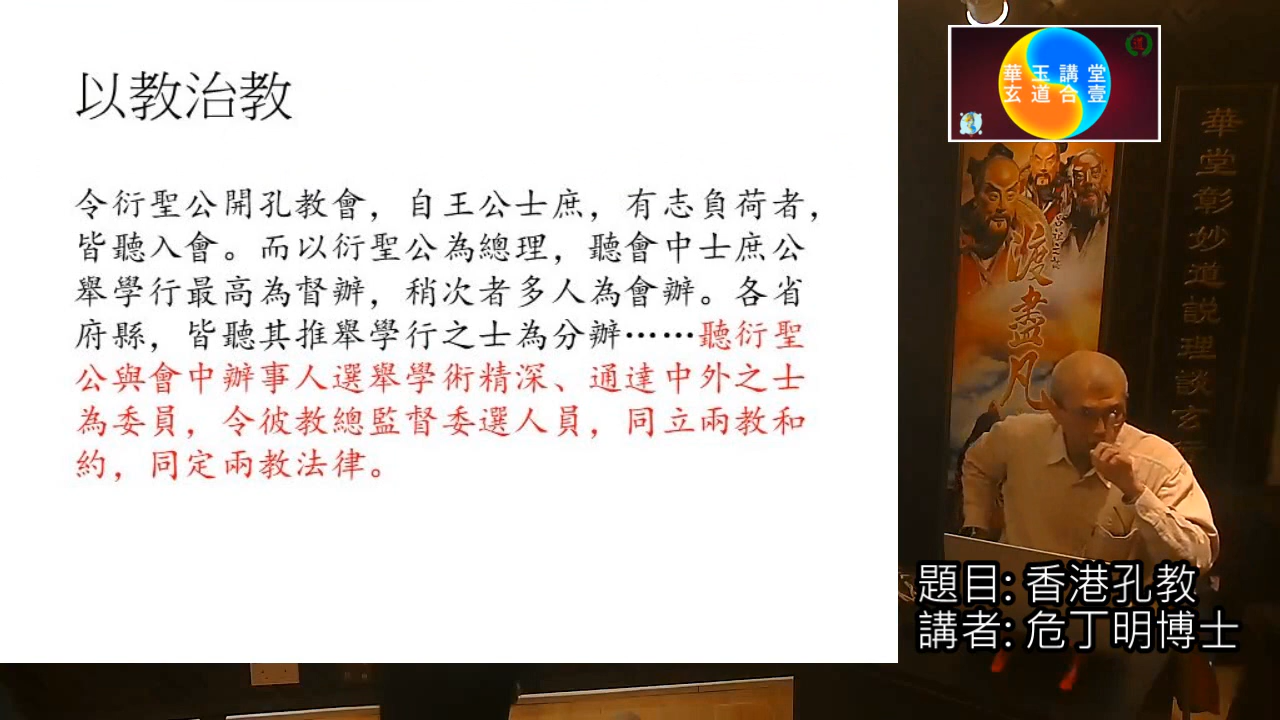 以教治教
令衍聖公開孔教會，自王公士庶，有志負荷者，
皆聽入會。而以衍聖公為總理，聽會中士庶公
舉學行最高為督辦，稍次者多人為會辦。各省
府縣，皆聽其推舉學行之士為分辦……聽衍聖
公與會中辦事人選舉學術精深、通達中外之士
為委員，令彼教總監督委選人員，同立兩教和
約，同定兩教法律。
華玉講堂
玄道合壹
道
渡盡凡
華堂彰妙道説理談玄
題目: 香港孔教
講者: 危丁明博士